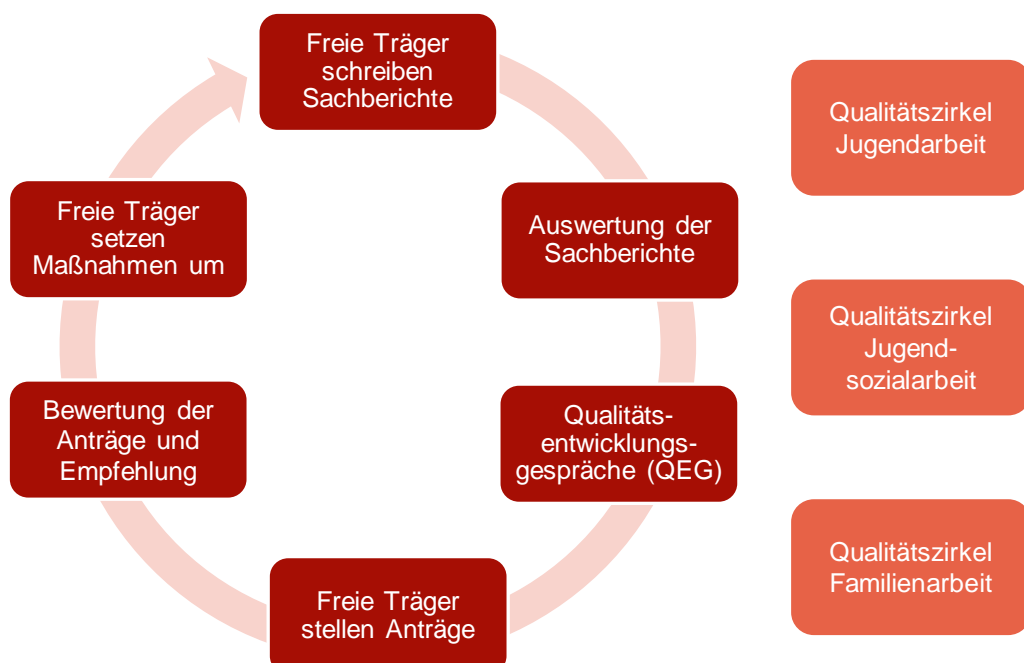 Freie Träger
schreiben
Sachberichte
Auswertung der
Sachberichte
Qualitäts-
entwicklungs-
gespräche (QEG)
Freie Träger
stellen Anträge
Bewertung der
Anträge und
Empfehlung
Freie Träger
setzen
Maßnahmen um
Qualitätszirkel
Jugendarbeit
Qualitätszirkel
Jugend-
sozialarbeit
Qualitätszirkel
Familienarbeit